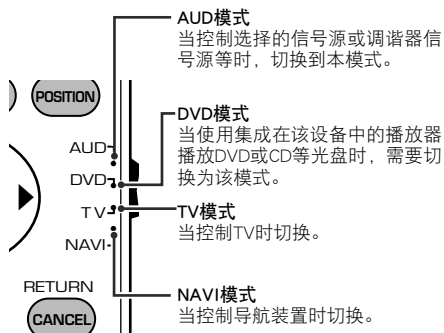 AUD模式
当控制选择的信号源或调谐器信
号源等时，切换到本模式。
POSITION
DVD模式
当使用集成在该设备中的播放器
播放DVD或CD等光盘时，需要切
换为该模式。
AUD
DVD
TV
NAVI
TV模式
当控制TV时切换。
RETURN
CANCEL
NAVI模式
当控制导航装置时切换。